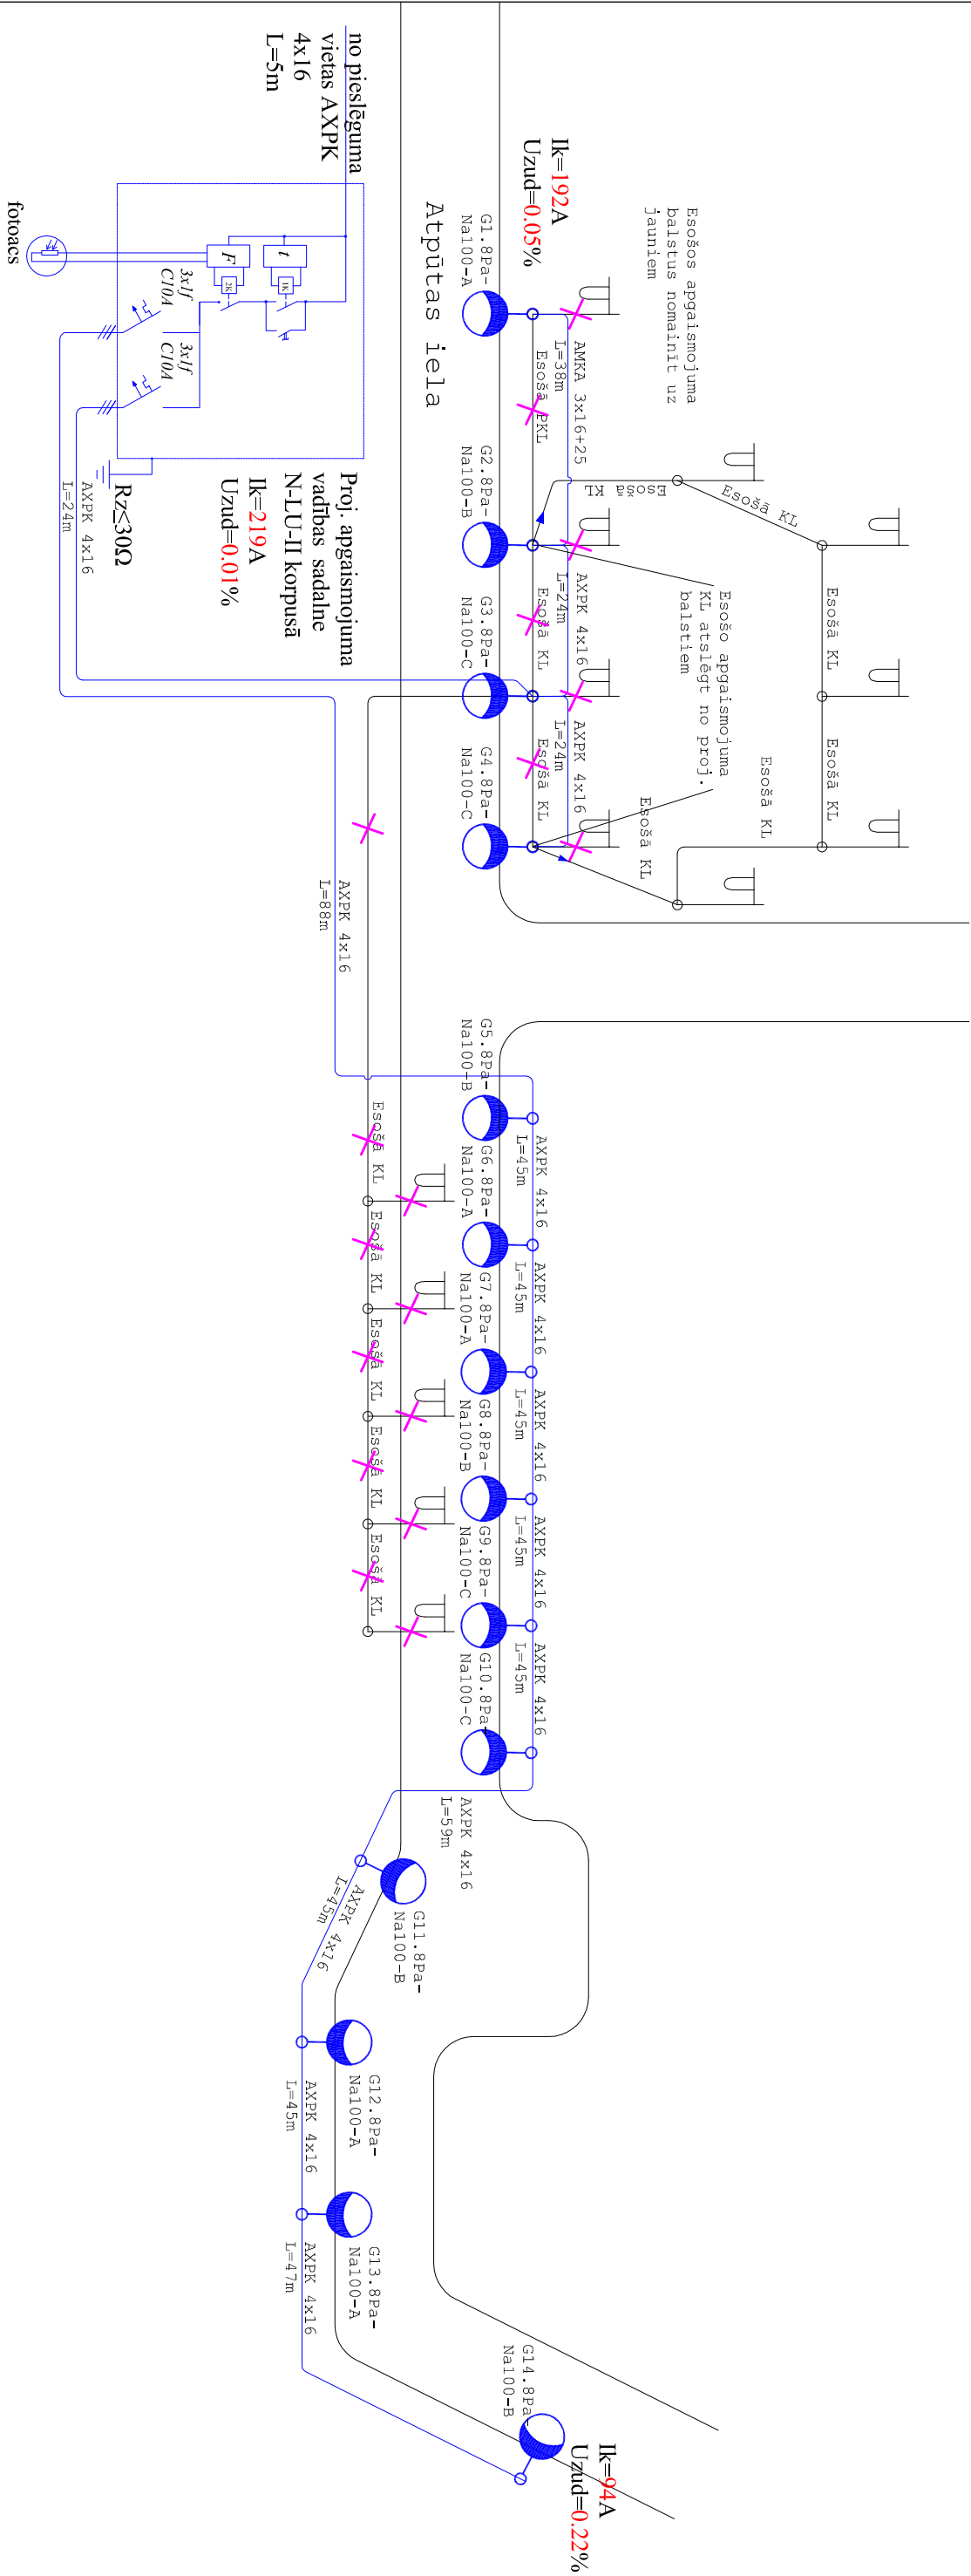 Esošos apgaismojuma
balstus nomainīt uz
jauniem
Esošā KL
Esošā KL
Esošā KL
Esošā KL
Esošā KL
Esošā KL
Esošo apgaismojuma
KL atslēgt no proj.
balstiem
Ik=192A
Uzud=0.05%
AMKA 3x16+25
L=38m
Esošā PKL
AXPK 4x16
L=24m
Esošā KL
AXPK 4x16
L=24m
Esošā KL
G1.8Pa-
Na100-A
G2.8Pa-
Na100-B
G3.8Pa-
Na100-C
G4.8Pa-
Na100-C
Atpūtas iela
no pieslēguma
vietas AXPK
4x16
L=5m
t
1K
F
2K
3x1f
C10A
3x1f
C10A
fotoacs
Proj. apgaismojuma
vadības sadalne
N-LU-II korpusā
Ik=219A
Uzud=0.01%
Rz≤30Ω
AXPK 4x16
L=24m
AXPK 4x16
L=88m
G5.8Pa-
Na100-B
AXPK 4x16
L=45m
G6.8Pa-
Na100-A
AXPK 4x16
L=45m
G7.8Pa-
Na100-A
AXPK 4x16
L=45m
G8.8Pa-
Na100-B
AXPK 4x16
L=45m
G9.8Pa-
Na100-C
AXPK 4x16
L=45m
G10.8Pa-
Na100-C
Esošā KL
Esošā KL
Esošā KL
Esošā KL
Esošā KL
AXPK 4x16
L=59m
G11.8Pa-
Na100-B
AXPK 4x16
L=45m
G12.8Pa-
Na100-A
AXPK 4x16
L=45m
G13.8Pa-
Na100-A
AXPK 4x16
L=47m
G14.8Pa-
Na100-B
Ik=94A
Uzud=0.22%